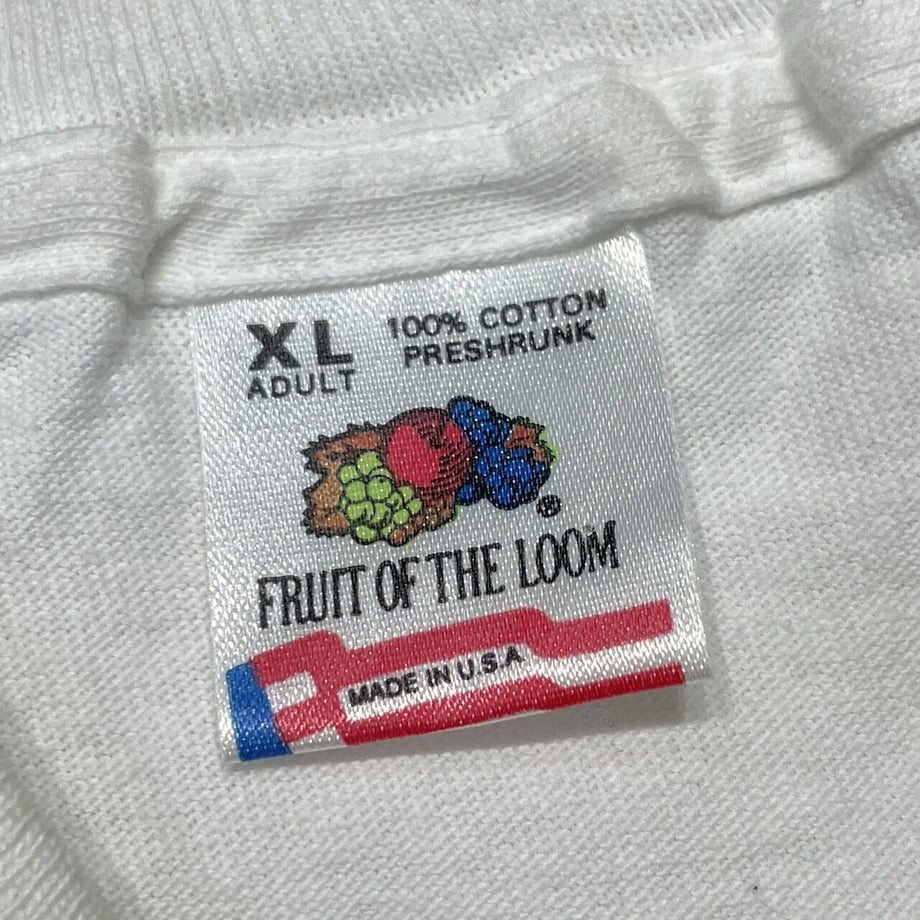 XL
ADULT
100% COTTON
PRESHRUNK
®
FRUIT OF THE LOOM
MADE IN U.S.A